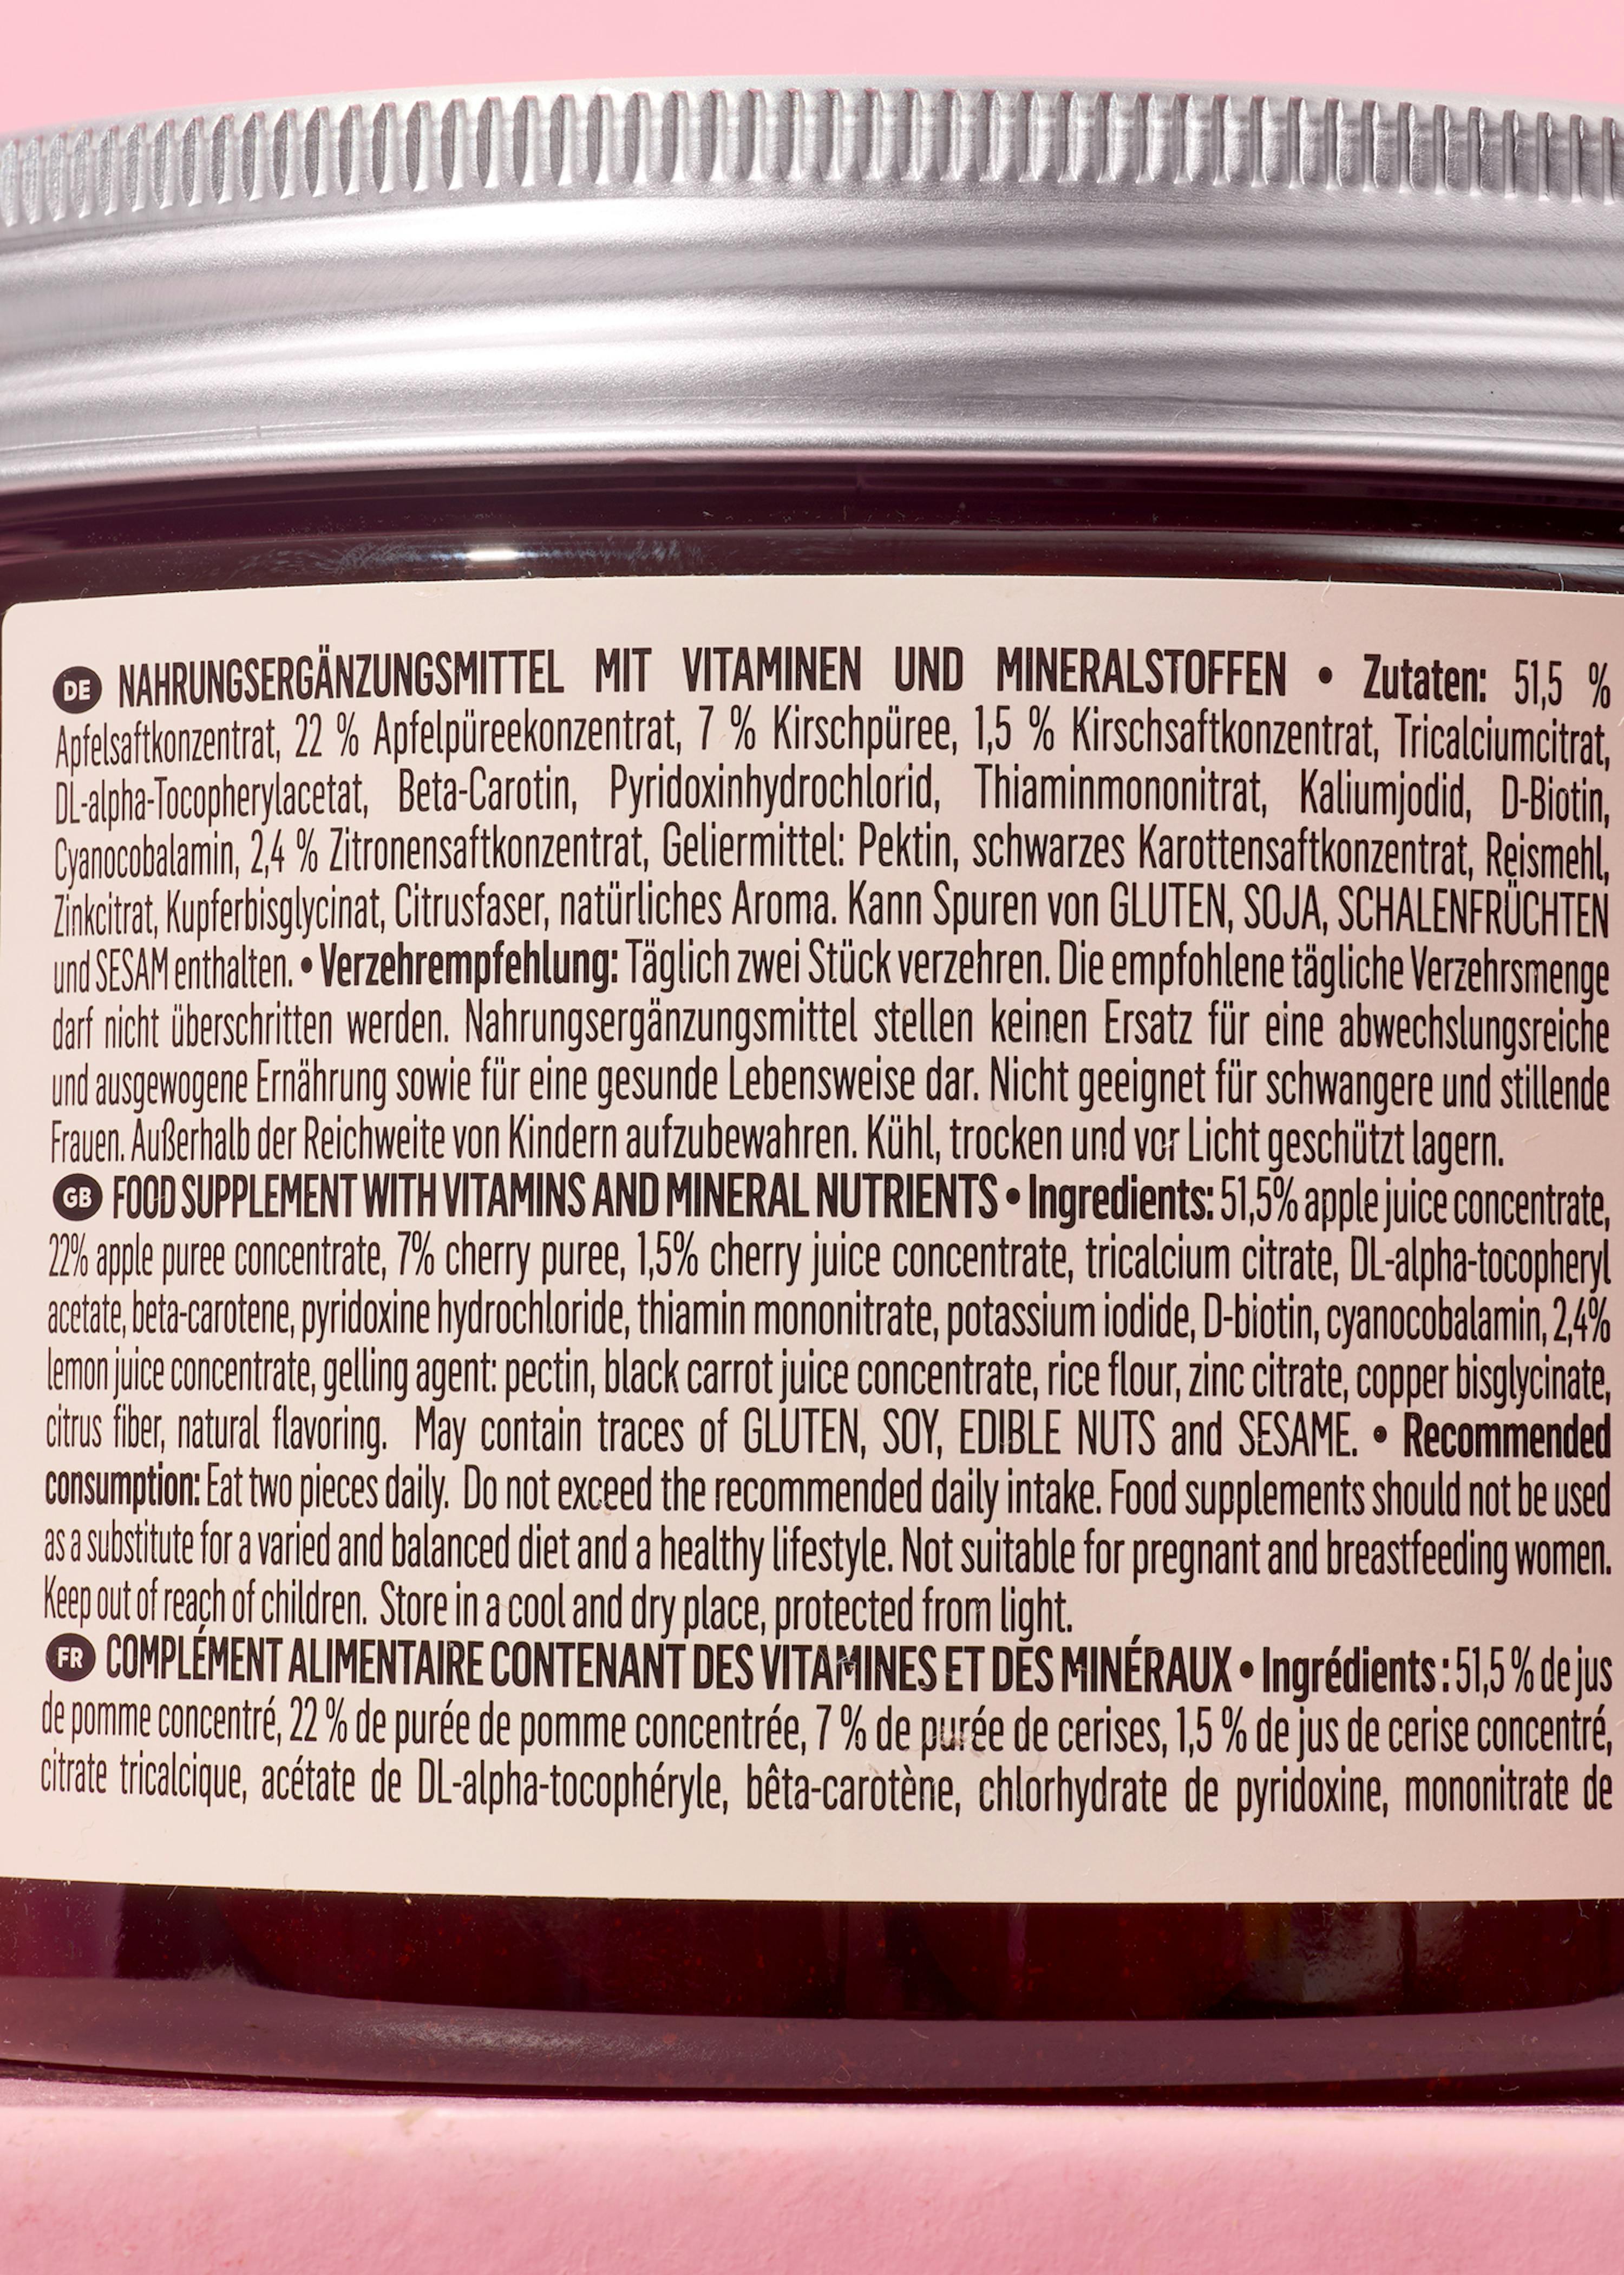 DE NAHRUNGSERGÄNZUNGSMITTEL MIT VITAMINEN UND MINERALSTOFFEN • Zutaten: 51,5 %
Apfelsaftkonzentrat, 22 % Apfelpüreekonzentrat, 7 % Kirschpüree, 1,5 % Kirschsaftkonzentrat, Tricalciumcitrat,
DL-alpha-Tocopherylacetat, Beta-Carotin, Pyridoxinhydrochlorid, Thiaminmononitrat, Kaliumjodid, D-Biotin,
Cyanocobalamin, 2,4 % Zitronensaftkonzentrat, Geliermittel: Pektin, schwarzes Karottensaftkonzentrat, Reismehl,
Zinkcitrat, Kupferbisglycinat, Citrusfaser, natürliches Aroma. Kann Spuren von GLUTEN, SOJA, SCHALENFRÜCHTEN
und SESAM enthalten. • Verzehrempfehlung: Täglich zwei Stück verzehren. Die empfohlene tägliche Verzehrsmenge
darf nicht überschritten werden. Nahrungsergänzungsmittel stellen keinen Ersatz für eine abwechslungsreiche
und ausgewogene Ernährung sowie für eine gesunde Lebensweise dar. Nicht geeignet für schwangere und stillende
Frauen. Außerhalb der Reichweite von Kindern aufzubewahren. Kühl, trocken und vor Licht geschützt lagern.
GB FOOD SUPPLEMENT WITH VITAMINS AND MINERAL NUTRIENTS • Ingredients: 51,5% apple juice concentrate,
22% apple puree concentrate, 7% cherry puree, 1,5% cherry juice concentrate, tricalcium citrate, DL-alpha-tocopheryl
acetate, beta-carotene, pyridoxine hydrochloride, thiamin mononitrate, potassium iodide, D-biotin, cyanocobalamin, 2,4%
lemon juice concentrate, gelling agent: pectin, black carrot juice concentrate, rice flour, zinc citrate, copper bisglycinate,
citrus fiber, natural flavoring. May contain traces of GLUTEN, SOY, EDIBLE NUTS and SESAME. • Recommended
consumption: Eat two pieces daily. Do not exceed the recommended daily intake. Food supplements should not be used
as a substitute for a varied and balanced diet and a healthy lifestyle. Not suitable for pregnant and breastfeeding women.
Keep out of reach of children. Store in a cool and dry place, protected from light.
FR COMPLÉMENT ALIMENTAIRE CONTENANT DES VITAMINES ET DES MINÉRAUX • Ingrédients : 51,5 % de jus
de pomme concentré, 22 % de purée de pomme concentrée, 7 % de purée de cerises, 1,5 % de jus de cerise concentré,
citrate tricalcique, acétate de DL-alpha-tocophéryle, bêta-carotène, chlorhydrate de pyridoxine, mononitrate de